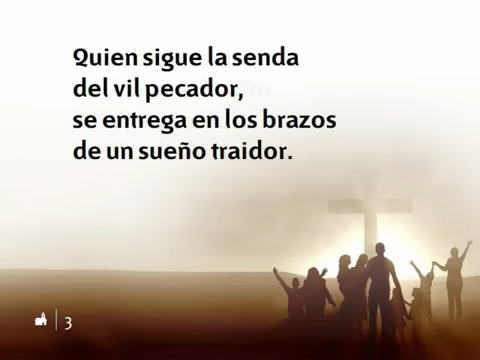 Quien sigue la senda
del vil pecador,
se entrega en los brazos
de un sueño traidor.
3